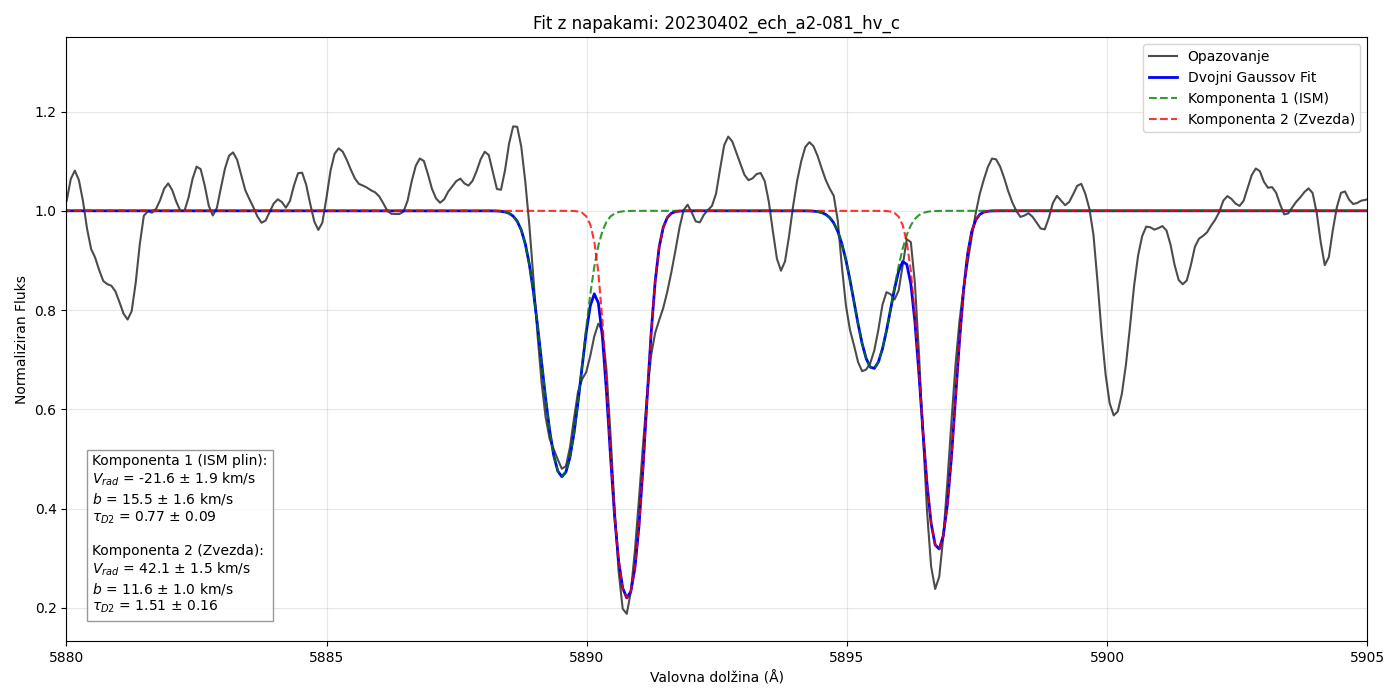 Fit z napakami: 20230402_ech_a2-081_hv_c
Normaliziran Fluks
1.2
1.0
0.8
0.6
0.4
0.2
Opazovanje
Dvojni Gaussov Fit
Komponenta 1 (ISM)
Komponenta 2 (Zvezda)
Komponenta 1 (ISM plin):
V_rad = -21.6 ± 1.9 km/s
b = 15.5 ± 1.6 km/s
τ_D2 = 0.77 ± 0.09
Komponenta 2 (Zvezda):
V_rad = 42.1 ± 1.5 km/s
b = 11.6 ± 1.0 km/s
τ_D2 = 1.51 ± 0.16
5880 5885 5890 5895 5900 5905
Valovna dolžina (Å)